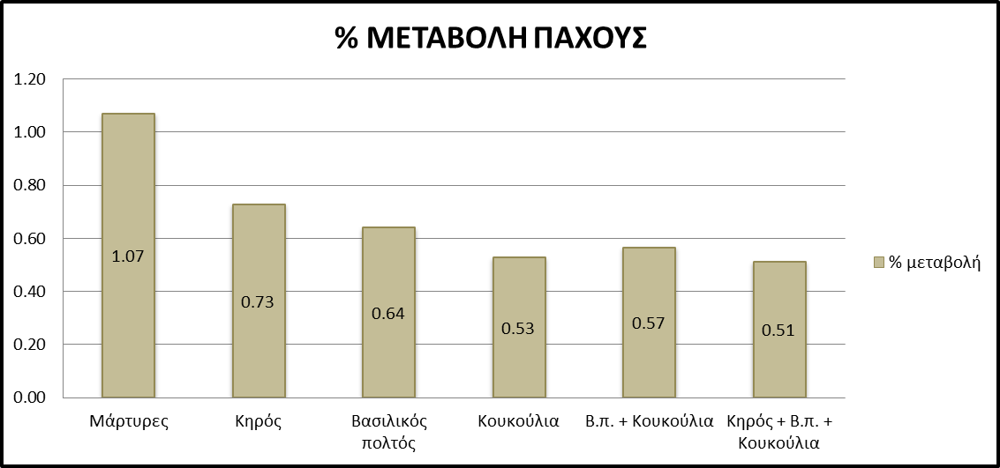 % ΜΕΤΑΒΟΛΗ ΠΑΧΟΥΣ
1.20
1.00
0.80
0.60
0.40
0.20
0.00
1.07
0.73
0.64
0.53
0.57
0.51
Μάρτυρες
Κηρός
Βασιλικός
πολτός
Κουκούλια
Β.π. + Κουκούλια
Κηρός + Β.π. +
Κουκούλια
% μεταβολή